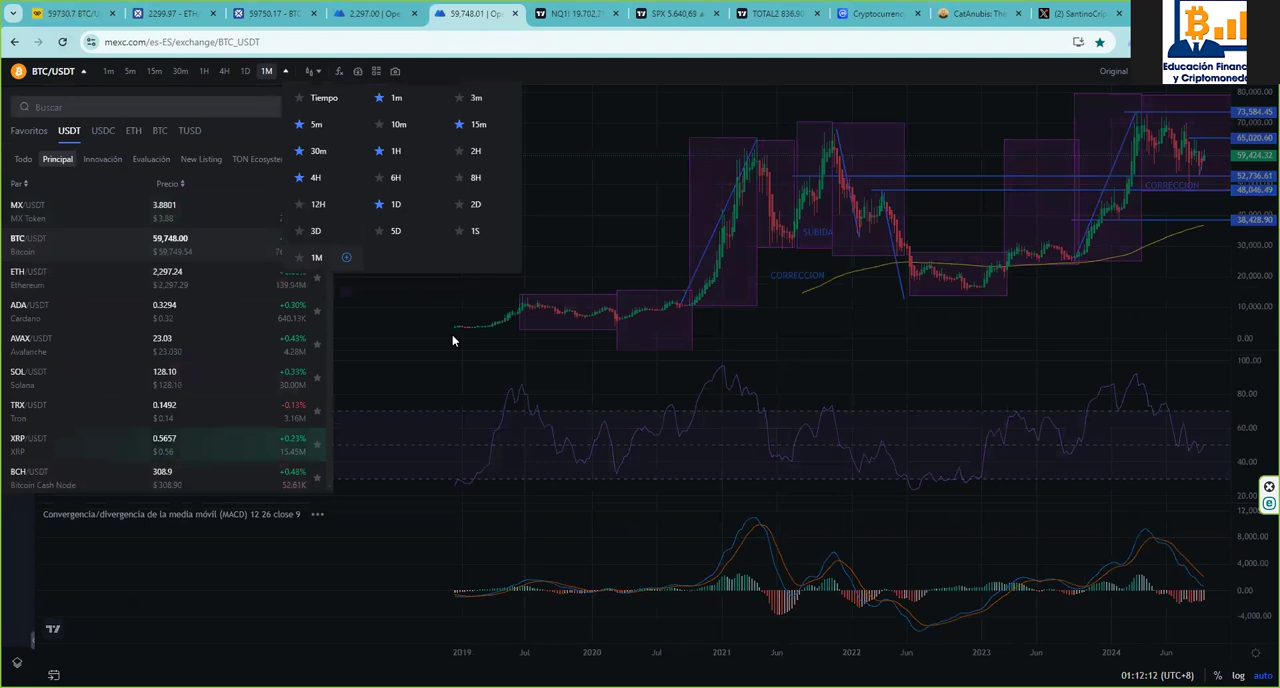 59730.7 BTC/U
2299.97 - ETH/
59750.17 - BTC
2,297.00 | Ope
59,748.01 | Op
NQ1! 19.702,2
SPX 5.640,69
TOTAL2 836.90
Cryptocurrency
CatAnubis: The
(2) SantinoCrip
mexc.com/es-ES/exchange/BTC_USDT
Educación Financ
y Criptomoneda
BTC/USDT 1m 5m 15m 30m 1H 4H 1D 1M
Original
Buscar
Favoritos USDT USDC ETH BTC TUSD
Todo Principal Innovación Evaluación New Listing TON Ecosyste
Par Precio
MX/USDT 3.8801
MX Token $ 3.88
BTC/USDT 59,748.00
Bitcoin $ 59,749.54
ETH/USDT 2,297.24
Ethereum $ 2,297.29 139.94M
ADA/USDT 0.3294 +0.30%
Cardano $ 0.32 640.13K
AVAX/USDT 23.03 +0.43%
Avalanche $ 23.030 4.28M
SOL/USDT 128.10 +0.33%
Solana $ 128.10 30.00M
TRX/USDT 0.1492 -0.13%
Tron $ 0.14 3.16M
XRP/USDT 0.5657 +0.23%
XRP $ 0.56 15.45M
BCH/USDT 308.9 +0.48%
Bitcoin Cash Node $ 308.90 52.61K
Tiempo 1m 3m
5m 10m 15m
30m 1H 2H
4H 6H 8H
12H 1D 2D
3D 5D 1S
1M
SUBIDA
CORRECCION
CORRECCION
80,000.00
73,584.45
70,000.00
65,020.60
59,424.32
52,736.61
48,046.49
38,428.90
30,000.00
20,000.00
10,000.00
0.00
100.00
80.00
60.00
40.00
20.00
Convergencia/divergencia de la media móvil (MACD) 12 26 close 9
8,000.00
4,000.00
0.00
-4,000.00
2019 Jul 2020 Jul 2021 Jun 2022 Jun 2023 Jun 2024 Jun
01:12:12 (UTC+8) % log auto